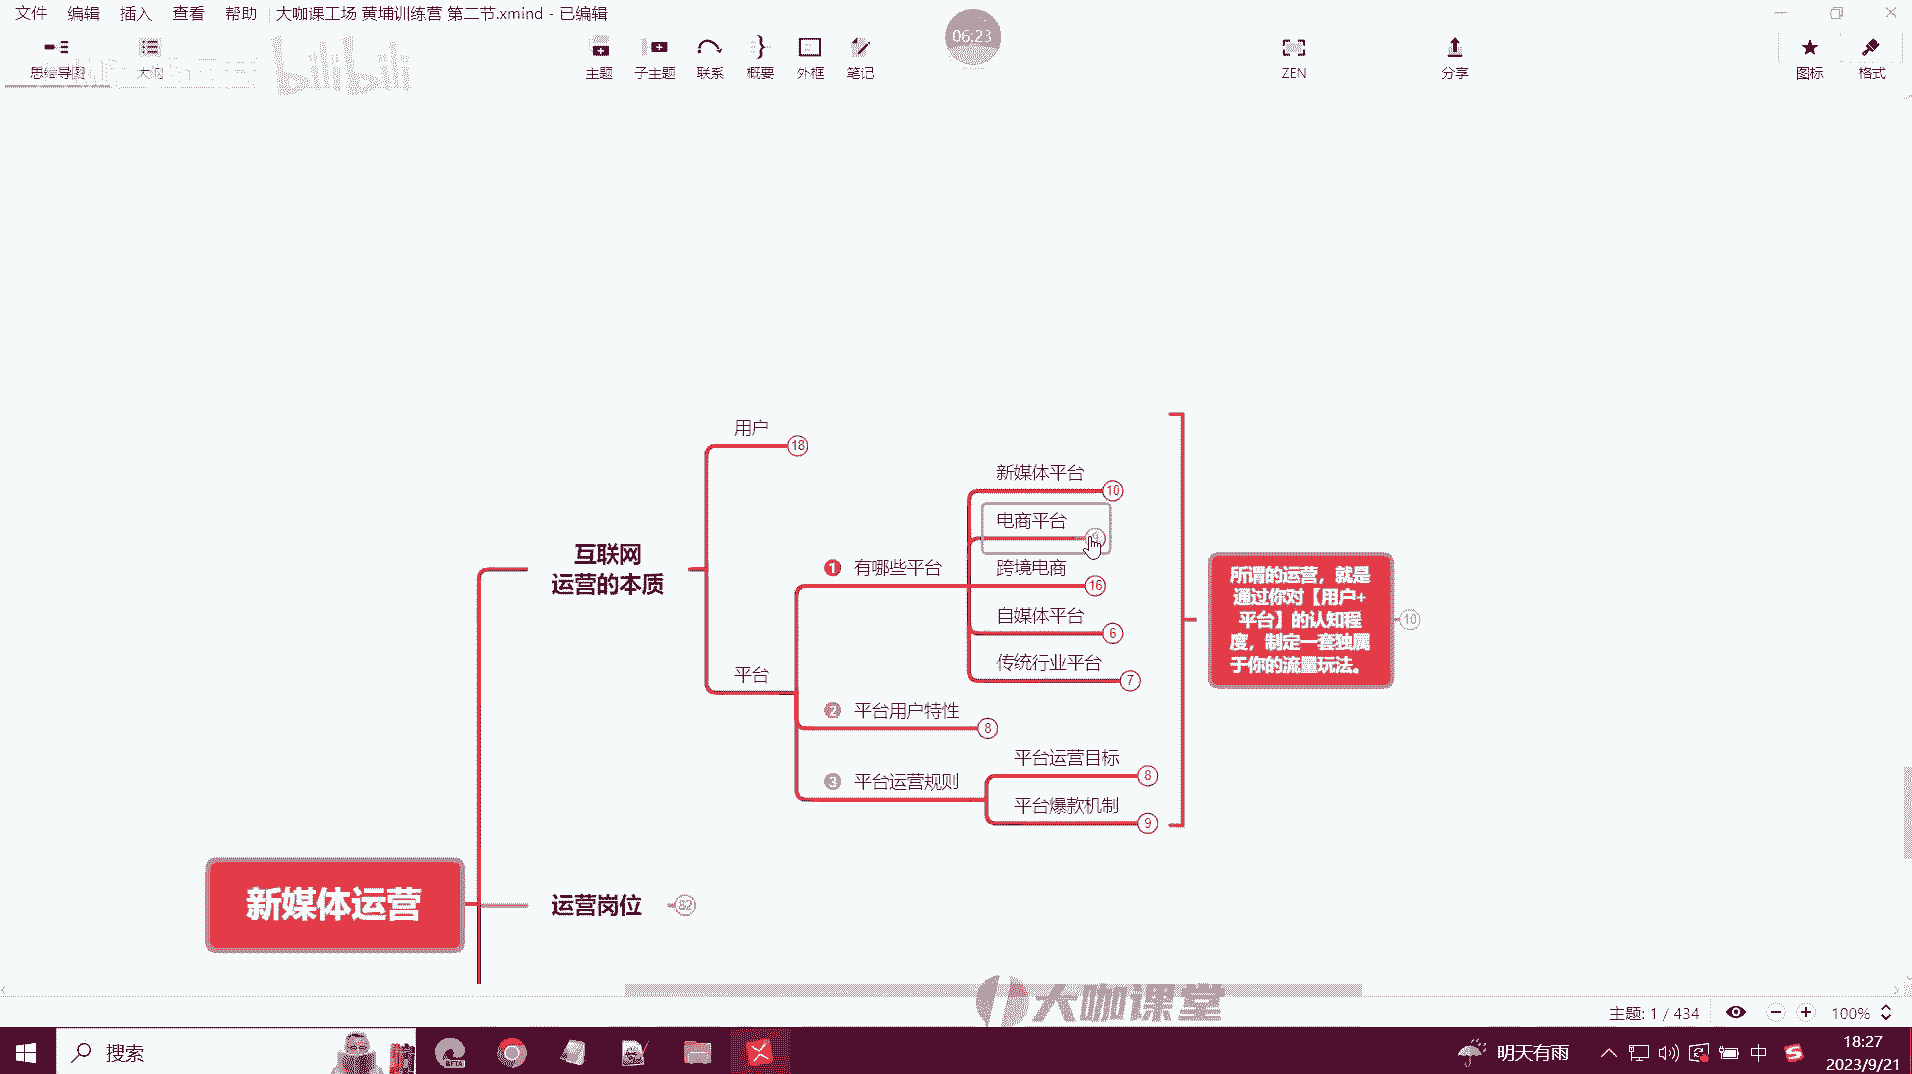 文件 编辑 插入 查看 帮助 大咖课工场 黄埔训练营 第二节.xmind - 已编辑
06:23
思维导图 大纲 主题 子主题 联系 概要 外框 笔记 ZEN 分享 图标 格式
bilibili
用户 18
新媒体平台 10
电商平台
互联网
运营的本质
1 有哪些平台
跨境电商 16
所谓的运营，就是
通过你对【用户+
平台】的认知程
度，制定一套独属
于你的流量玩法。
10
自媒体平台 6
平台
传统行业平台 7
2 平台用户特性 8
平台运营目标 8
3 平台运营规则
平台爆款机制 9
新媒体运营
运营岗位 82
大咖课堂
主题: 1 / 434 100%
搜索
BETA
明天有雨
中
18:27
2023/9/21